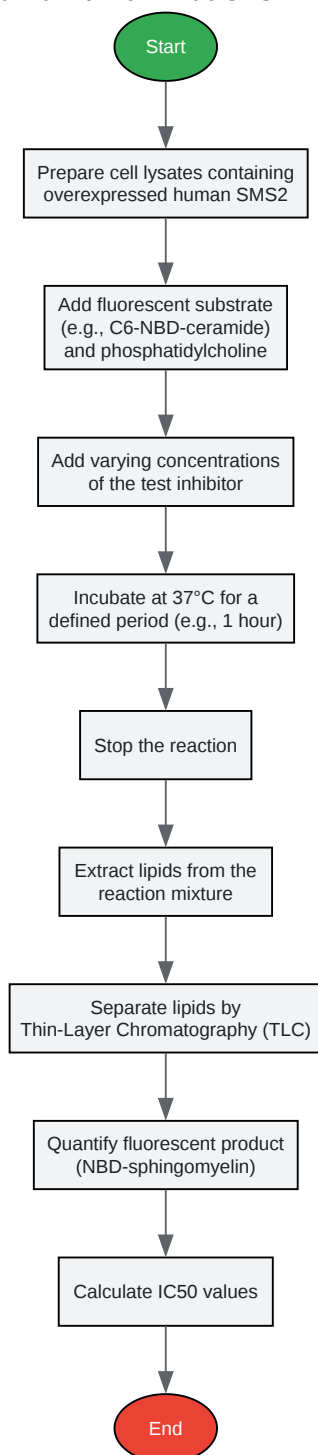 Start
Prepare cell lysates containing
overexpressed human SMS2
Add fluorescent substrate
(e.g., C6-NBD-ceramide)
and phosphatidylcholine
Add varying concentrations
of the test inhibitor
Incubate at 37°C for a
defined period (e.g., 1 hour)
Stop the reaction
Extract lipids from the
reaction mixture
Separate lipids by
Thin-Layer Chromatography (TLC)
Quantify fluorescent product
(NBD-sphingomyelin)
Calculate IC50 values
End